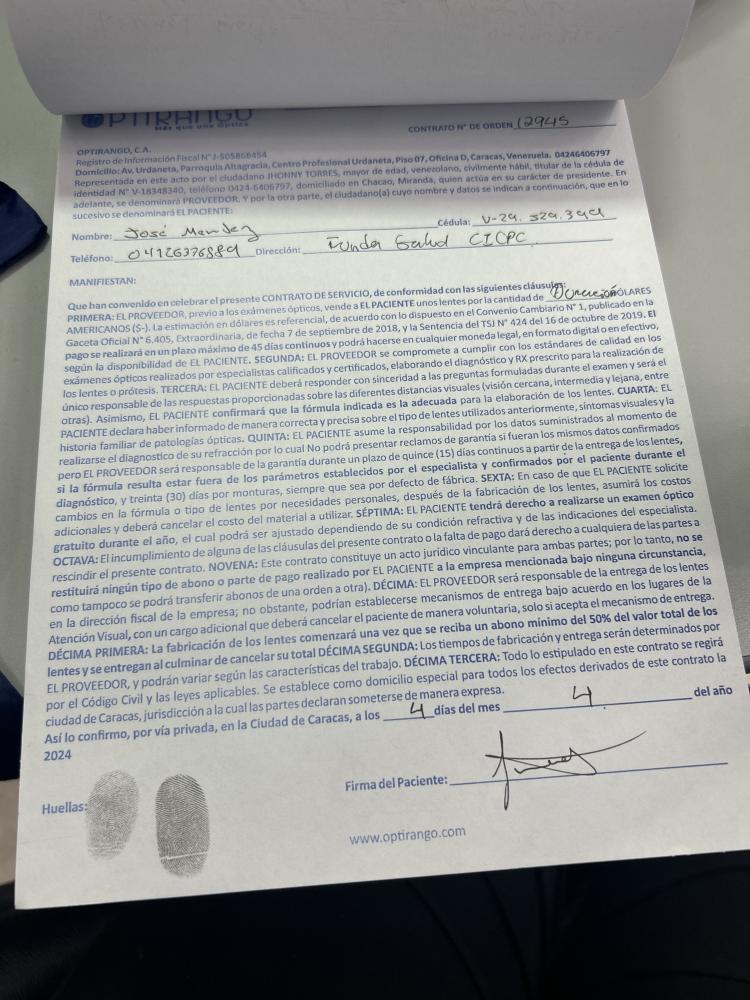 OPTIRANGO
Más que una Óptica
CONTRATO N° DE ORDEN 12945
OPTIRANGO, C.A.
Registro de Información Fiscal N° J-505868454
Domicilio: Av. Urdaneta, Parroquia Altagracia, Centro Profesional Urdaneta, Piso 07, Oficina D, Caracas, Venezuela. 04246406797
Representada en este acto por el ciudadano JHONNY TORRES, mayor de edad, venezolano, civilmente hábil, titular de la cédula de
identidad N° V-18348340, teléfono 0424-6406797, domiciliado en Chacao, Miranda, quien actúa en su carácter de presidente. En
adelante, se denominará PROVEEDOR. Y por la otra parte, el ciudadano(a) cuyo nombre y datos se indican a continuación, que en lo
sucesivo se denominará EL PACIENTE:
Nombre: José Mendez Cédula: V-29.529.399
Teléfono: 04126376889 Dirección: Funda Salud CICPC
MANIFIESTAN:
Que han convenido en celebrar el presente CONTRATO DE SERVICIO, de conformidad con las siguientes cláusulas:
PRIMERA: EL PROVEEDOR, previo a los exámenes ópticos, vende a EL PACIENTE unos lentes por la cantidad de DÓLARES
AMERICANOS ($-). La estimación en dólares es referencial, de acuerdo con lo dispuesto en el Convenio Cambiario N° 1, publicado en la
Gaceta Oficial N° 6.405, Extraordinaria, de fecha 7 de septiembre de 2018, y la Sentencia del TSJ N° 424 del 16 de octubre de 2019. El
pago se realizará en un plazo máximo de 45 días continuos y podrá hacerse en cualquier moneda legal, en formato digital o en efectivo,
según la disponibilidad de EL PACIENTE. SEGUNDA: EL PROVEEDOR se compromete a cumplir con los estándares de calidad en los
exámenes ópticos realizados por especialistas calificados y certificados, elaborando el diagnóstico y RX prescrito para la realización de
los lentes o prótesis. TERCERA: EL PACIENTE deberá responder con sinceridad a las preguntas formuladas durante el examen y será el
único responsable de las respuestas proporcionadas sobre las diferentes distancias visuales (visión cercana, intermedia y lejana, entre
otras). Asimismo, EL PACIENTE confirmará que la fórmula indicada es la adecuada para la elaboración de los lentes. CUARTA: EL
PACIENTE declara haber informado de manera correcta y precisa sobre el tipo de lentes utilizados anteriormente, síntomas visuales y la
historia familiar de patologías ópticas. QUINTA: EL PACIENTE asume la responsabilidad por los datos suministrados al momento de
realizarse el diagnostico de su refracción por lo cual No podrá presentar reclamos de garantía si fueran los mismos datos confirmados
pero EL PROVEEDOR será responsable de la garantía durante un plazo de quince (15) días continuos a partir de la entrega de los lentes,
si la fórmula resulta estar fuera de los parámetros establecidos por el especialista y confirmados por el paciente durante el
diagnóstico, y treinta (30) días por monturas, siempre que sea por defecto de fábrica. SEXTA: En caso de que EL PACIENTE solicite
cambios en la fórmula o tipo de lentes por necesidades personales, después de la fabricación de los lentes, asumirá los costos
adicionales y deberá cancelar el costo del material a utilizar. SÉPTIMA: EL PACIENTE tendrá derecho a realizarse un examen óptico
gratuito durante el año, el cual podrá ser ajustado dependiendo de su condición refractiva y de las indicaciones del especialista.
OCTAVA: El incumplimiento de alguna de las cláusulas del presente contrato o la falta de pago dará derecho a cualquiera de las partes a
rescindir el presente contrato. NOVENA: Este contrato constituye un acto jurídico vinculante para ambas partes; por lo tanto, no se
restituirá ningún tipo de abono o parte de pago realizado por EL PACIENTE a la empresa mencionada bajo ninguna circunstancia,
como tampoco se podrá transferir abonos de una orden a otra). DÉCIMA: EL PROVEEDOR será responsable de la entrega de los lentes
en la dirección fiscal de la empresa; no obstante, podrían establecerse mecanismos de entrega bajo acuerdo en los lugares de la
Atención Visual, con un cargo adicional que deberá cancelar el paciente de manera voluntaria, solo si acepta el mecanismo de entrega.
DÉCIMA PRIMERA: La fabricación de los lentes comenzará una vez que se reciba un abono mínimo del 50% del valor total de los
lentes y se entregan al culminar de cancelar su total DÉCIMA SEGUNDA: Los tiempos de fabricación y entrega serán determinados por
EL PROVEEDOR, y podrán variar según las características del trabajo. DÉCIMA TERCERA: Todo lo estipulado en este contrato se regirá
por el Código Civil y las leyes aplicables. Se establece como domicilio especial para todos los efectos derivados de este contrato la
ciudad de Caracas, jurisdicción a la cual las partes declaran someterse de manera expresa.
Así lo confirmo, por vía privada, en la Ciudad de Caracas, a los 4 días del mes 4 del año
2024
Firma del Paciente:
Huellas:
www.optirango.com